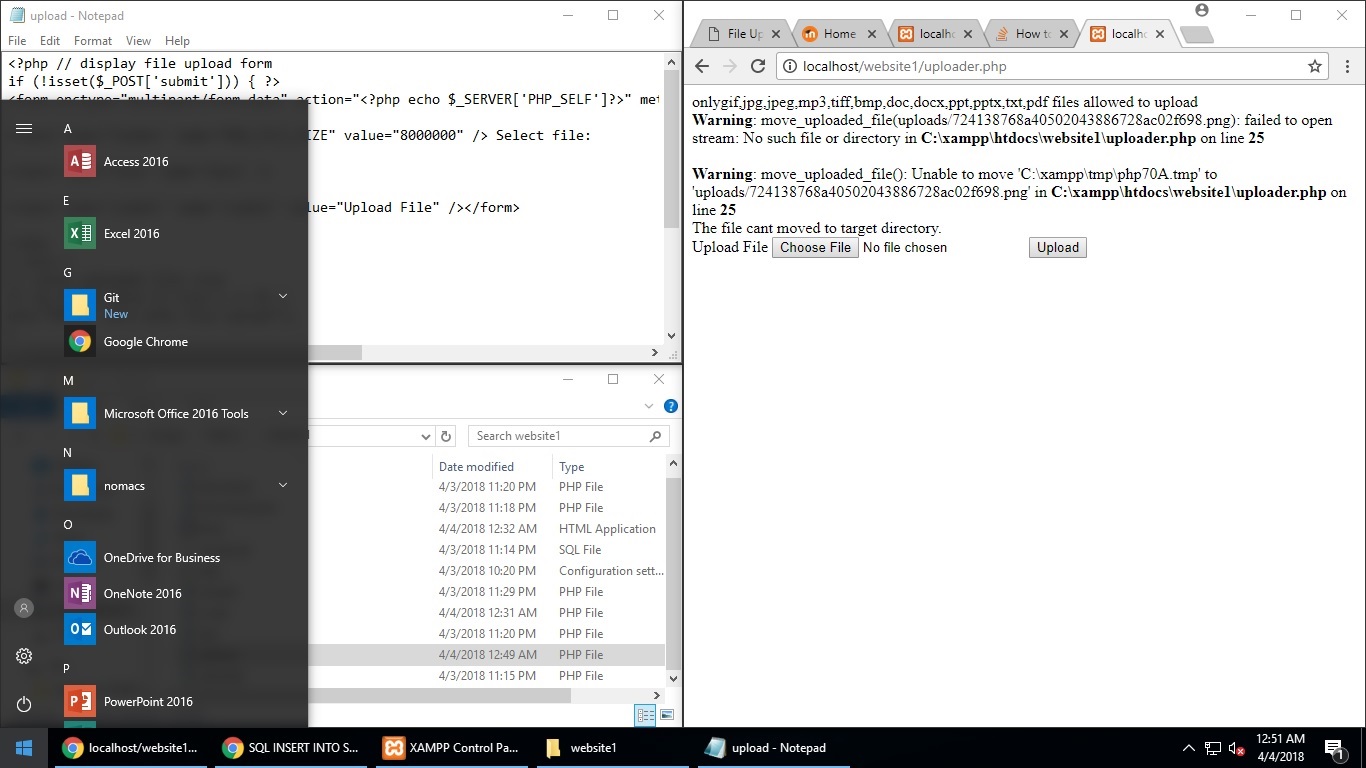 upload - Notepad
File Edit Format View Help
<?php // display file upload form
if (!isset($_POST['submit'])) { ?>
<form enctype="multipart/form-data" action="<?php echo $_SERVER['PHP_SELF']?>" met
IZE" value="8000000" /> Select file:
alue="Upload File" /></form>
A
Access 2016
E
Excel 2016
G
Git
New
Google Chrome
M
Microsoft Office 2016 Tools
N
nomacs
O
OneDrive for Business
OneNote 2016
Outlook 2016
P
PowerPoint 2016
Search website1
Date modified Type
4/3/2018 11:20 PM PHP File
4/3/2018 11:18 PM PHP File
4/4/2018 12:32 AM HTML Application
4/3/2018 11:14 PM SQL File
4/3/2018 10:20 PM Configuration sett...
4/3/2018 11:29 PM PHP File
4/4/2018 12:31 AM PHP File
4/3/2018 11:20 PM PHP File
4/4/2018 12:49 AM PHP File
4/3/2018 11:15 PM PHP File
File Up Home localho How to localho
localhost/website1/uploader.php
onlygif,jpg,jpeg,mp3,tiff,bmp,doc,docx,ppt,pptx,txt,pdf files allowed to upload
Warning: move_uploaded_file(uploads/724138768a40502043886728ac02f698.png): failed to open
stream: No such file or directory in C:\xampp\htdocs\website1\uploader.php on line 25
Warning: move_uploaded_file(): Unable to move 'C:\xampp\tmp\php70A.tmp' to
'uploads/724138768a40502043886728ac02f698.png' in C:\xampp\htdocs\website1\uploader.php on
line 25
The file cant moved to target directory.
Upload File Choose File No file chosen Upload
localhost/website1... SQL INSERT INTO S... XAMPP Control Pa... website1 upload - Notepad
12:51 AM
4/4/2018
1